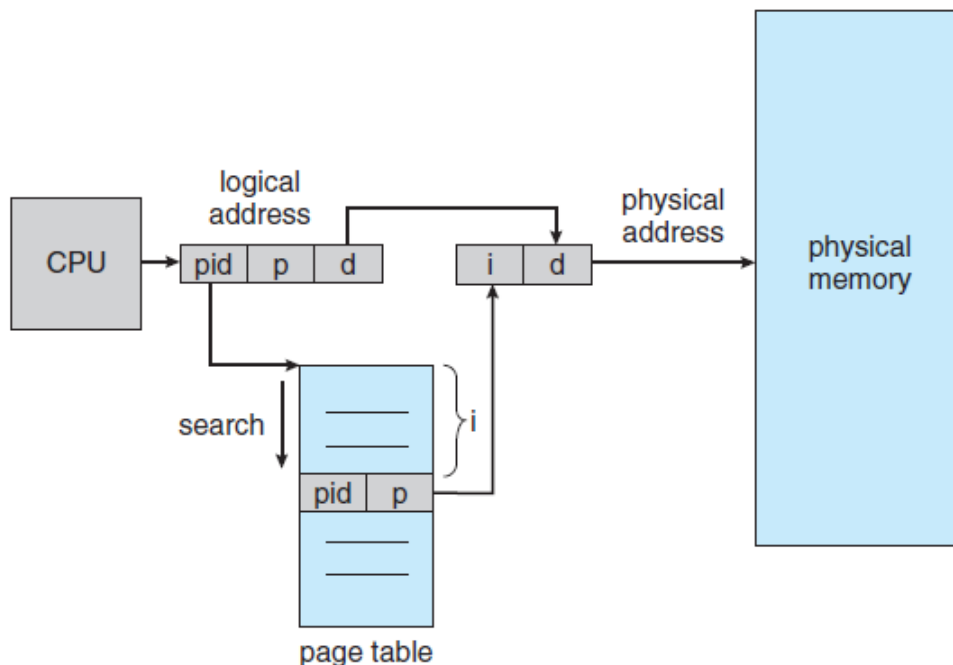 logical
address
physical
address
CPU
pid p d
i d
physical
memory
search
i
pid p
page table